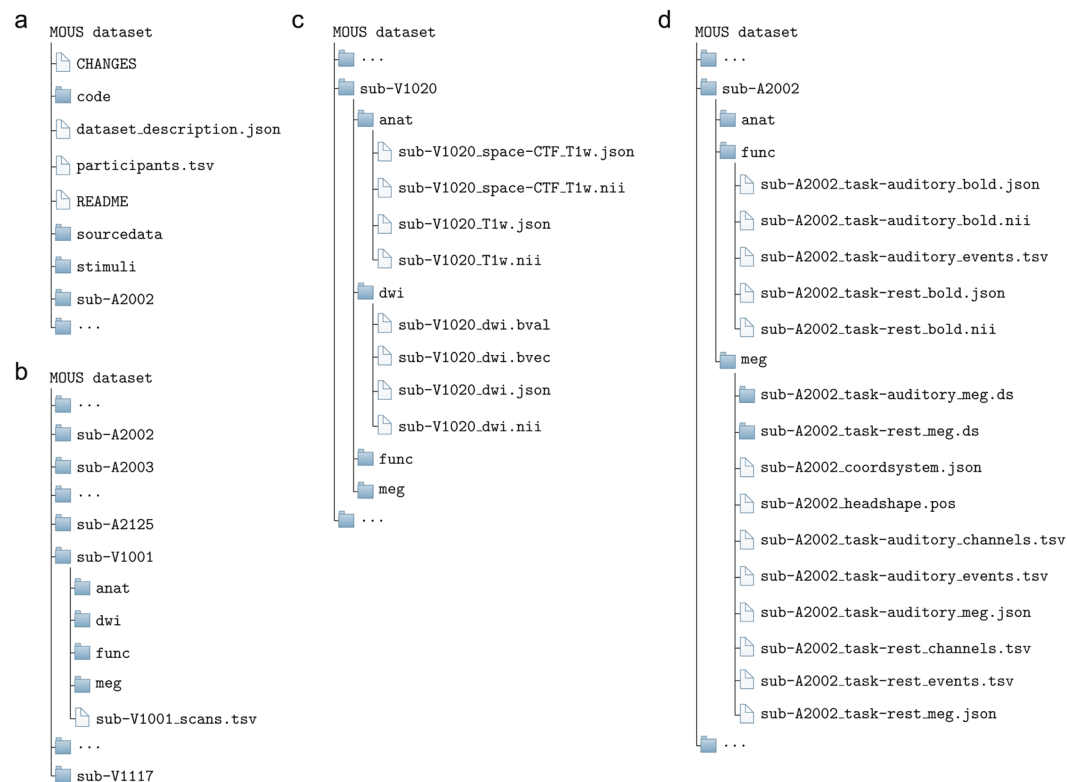 a
MOUS dataset
CHANGES
code
dataset_description.json
participants.tsv
README
sourcedata
stimuli
sub-A2002
...
b
MOUS dataset
...
sub-A2002
sub-A2003
...
sub-A2125
sub-V1001
anat
dwi
func
meg
sub-V1001_scans.tsv
...
sub-V1117
c
MOUS dataset
...
sub-V1020
anat
sub-V1020_space-CTF_T1w.json
sub-V1020_space-CTF_T1w.nii
sub-V1020_T1w.json
sub-V1020_T1w.nii
dwi
sub-V1020_dwi.bval
sub-V1020_dwi.bvec
sub-V1020_dwi.json
sub-V1020_dwi.nii
func
meg
...
d
MOUS dataset
...
sub-A2002
anat
func
sub-A2002_task-auditory_bold.json
sub-A2002_task-auditory_bold.nii
sub-A2002_task-auditory_events.tsv
sub-A2002_task-rest_bold.json
sub-A2002_task-rest_bold.nii
meg
sub-A2002_task-auditory_meg.ds
sub-A2002_task-rest_meg.ds
sub-A2002_coordsystem.json
sub-A2002_headshape.pos
sub-A2002_task-auditory_channels.tsv
sub-A2002_task-auditory_events.tsv
sub-A2002_task-auditory_meg.json
sub-A2002_task-rest_channels.tsv
sub-A2002_task-rest_events.tsv
sub-A2002_task-rest_meg.json
...